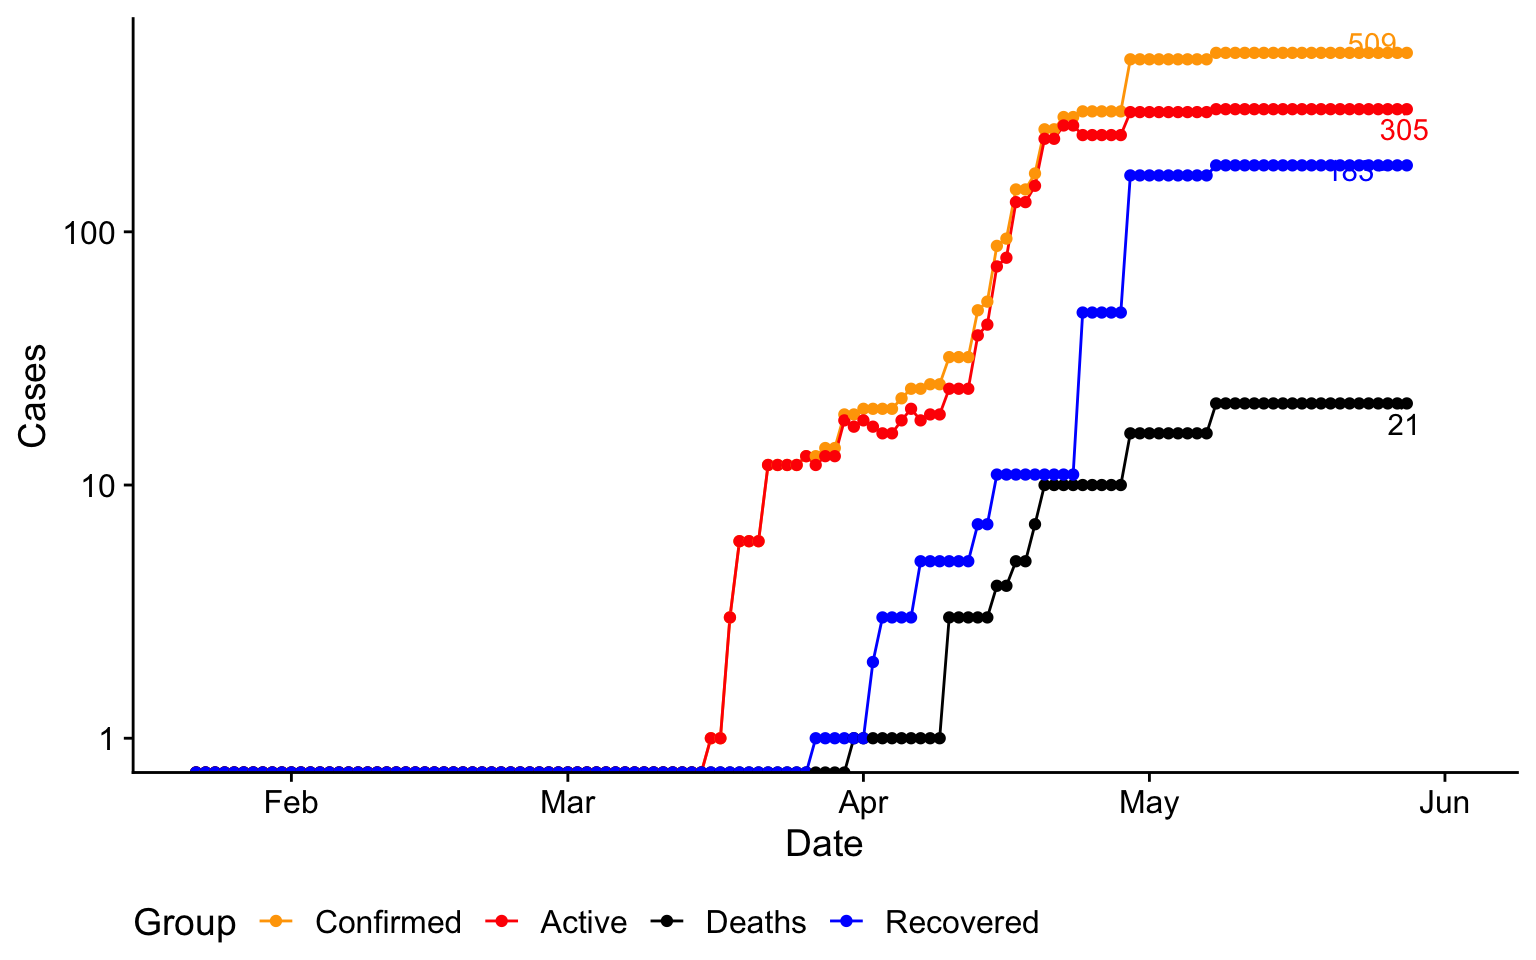 509
305
183
100
21
10
1
Cases
Feb Mar Apr May Jun
Date
Group Confirmed Active Deaths Recovered